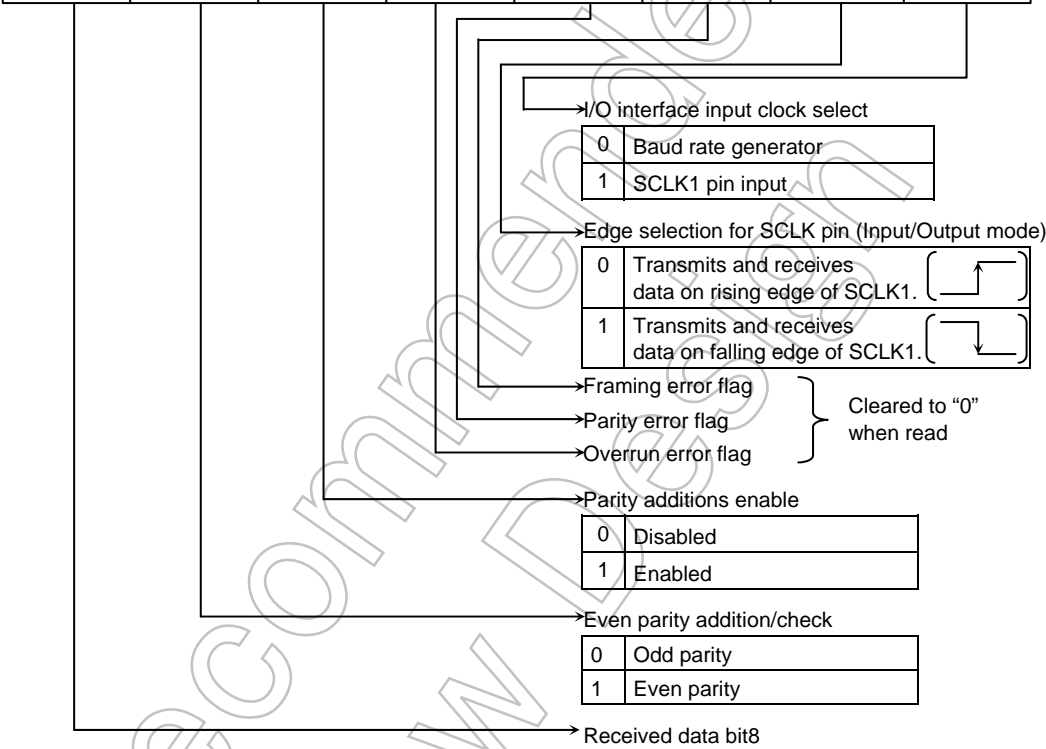 I/O interface input clock select
0 Baud rate generator
1 SCLK1 pin input
Edge selection for SCLK pin (Input/Output mode)
0 Transmits and receives
data on rising edge of SCLK1.
1 Transmits and receives
data on falling edge of SCLK1.
Framing error flag
Parity error flag
Overrun error flag
Cleared to “0”
when read
Parity additions enable
0 Disabled
1 Enabled
Even parity addition/check
0 Odd parity
1 Even parity
Received data bit8